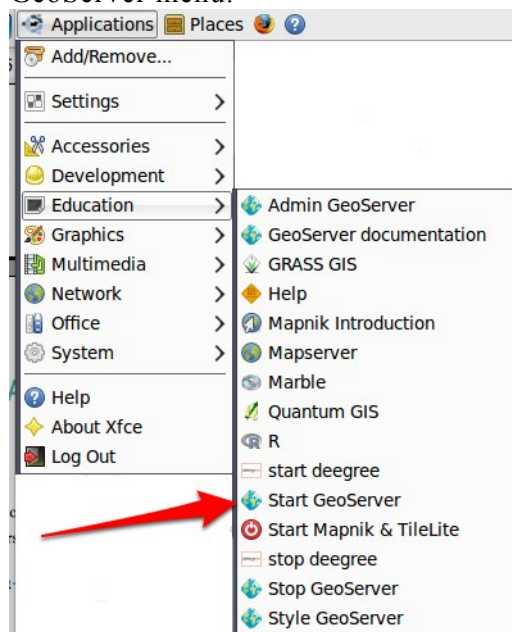 GeoServer menu.
Applications Places
Add/Remove...
Settings
Accessories
Development
Education
Graphics
Multimedia
Network
Office
System
Help
About Xfce
Log Out
Admin GeoServer
GeoServer documentation
GRASS GIS
Help
Mapnik Introduction
Mapserver
Marble
Quantum GIS
R
start deegree
Start GeoServer
Start Mapnik & TileLite
stop deegree
Stop GeoServer
Style GeoServer